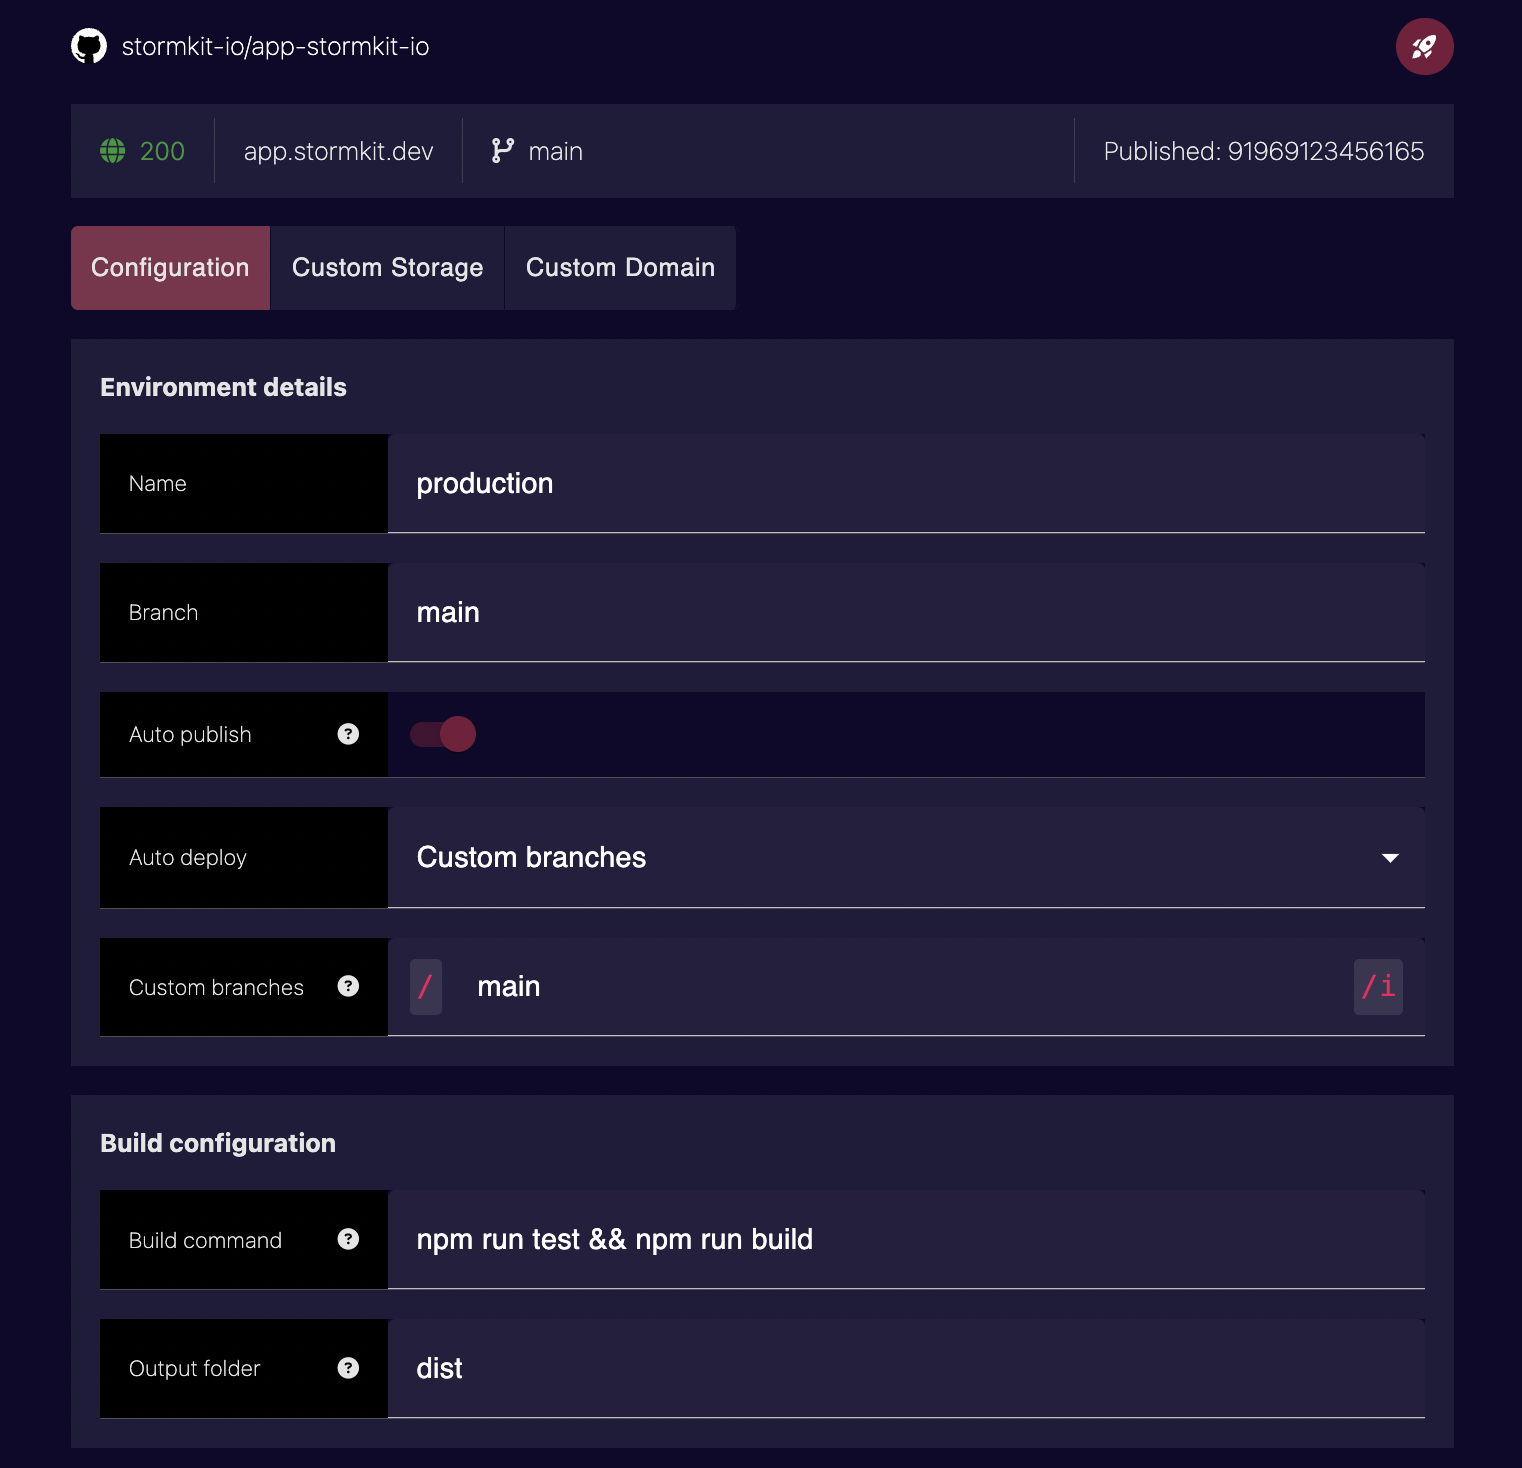 stormkit-io/app-stormkit-io
200 app.stormkit.dev main Published: 91969123456165
Configuration Custom Storage Custom Domain
Environment details
Name production
Branch main
Auto publish ?
Auto deploy Custom branches
Custom branches ? / main /i
Build configuration
Build command ? npm run test && npm run build
Output folder ? dist